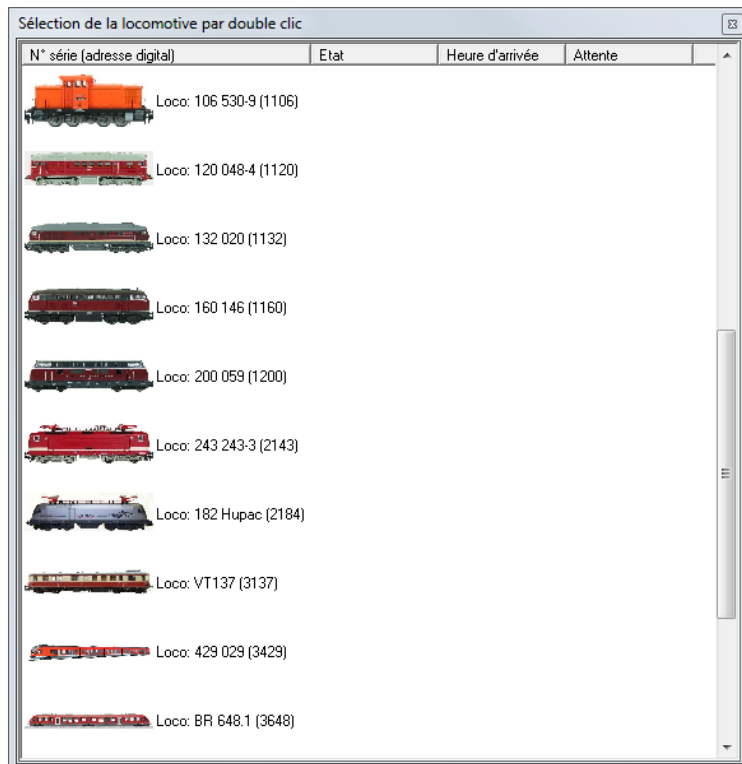 Sélection de la locomotive par double clic
N° série (adresse digital) Etat Heure d'arrivée Attente
Loco: 106 530-9 (1106)
Loco: 120 048-4 (1120)
Loco: 132 020 (1132)
Loco: 160 146 (1160)
Loco: 200 059 (1200)
Loco: 243 243-3 (2143)
Loco: 182 Hupac (2184)
Loco: VT137 (3137)
Loco: 429 029 (3429)
Loco: BR 648.1 (3648)